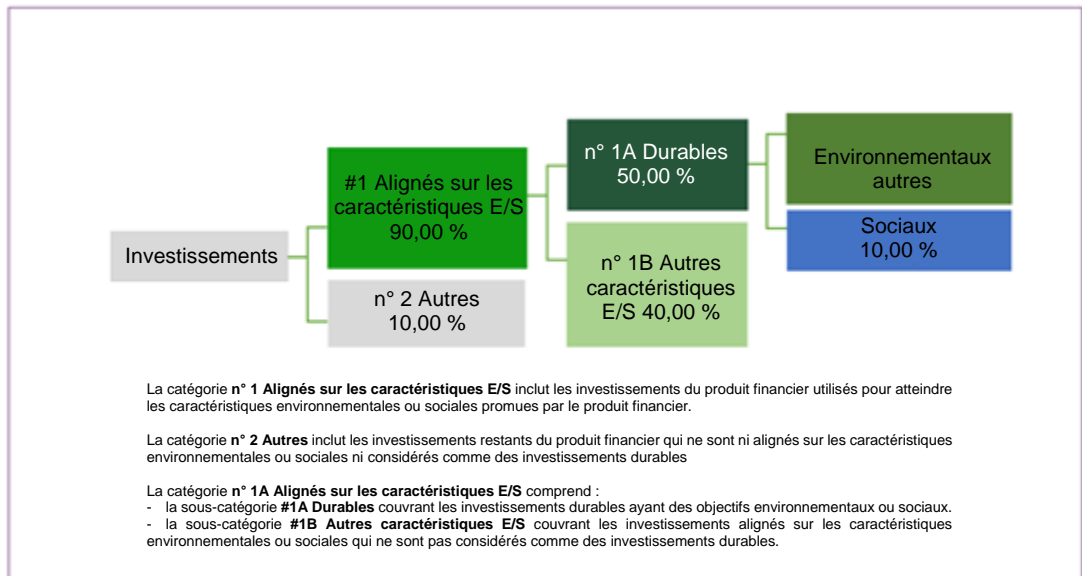 Investissements
#1 Alignés sur les
caractéristiques E/S
90,00 %
n° 2 Autres
10,00 %
n° 1A Durables
50,00 %
n° 1B Autres
caractéristiques
E/S 40,00 %
Environnementaux
autres
Sociaux
10,00 %
La catégorie n° 1 Alignés sur les caractéristiques E/S inclut les investissements du produit financier utilisés pour atteindre
les caractéristiques environnementales ou sociales promues par le produit financier.
La catégorie n° 2 Autres inclut les investissements restants du produit financier qui ne sont ni alignés sur les caractéristiques
environnementales ou sociales ni considérés comme des investissements durables
La catégorie n° 1A Alignés sur les caractéristiques E/S comprend :
- la sous-catégorie #1A Durables couvrant les investissements durables ayant des objectifs environnementaux ou sociaux.
- la sous-catégorie #1B Autres caractéristiques E/S couvrant les investissements alignés sur les caractéristiques
environnementales ou sociales qui ne sont pas considérés comme des investissements durables.